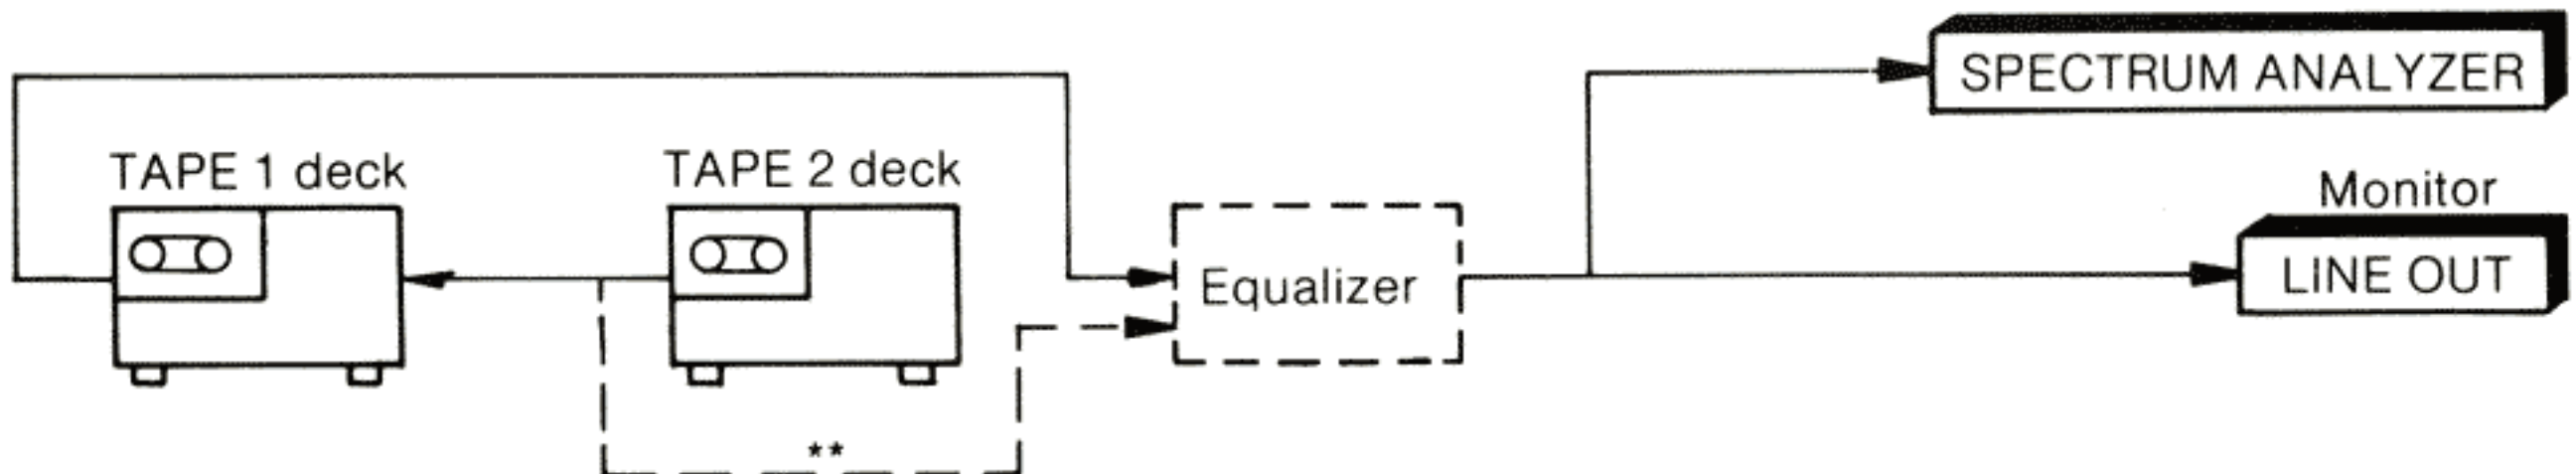 SPECTRUM ANALYZER
TAPE 1 deck
TAPE 2 deck
Monitor
Equalizer
LINE OUT
**